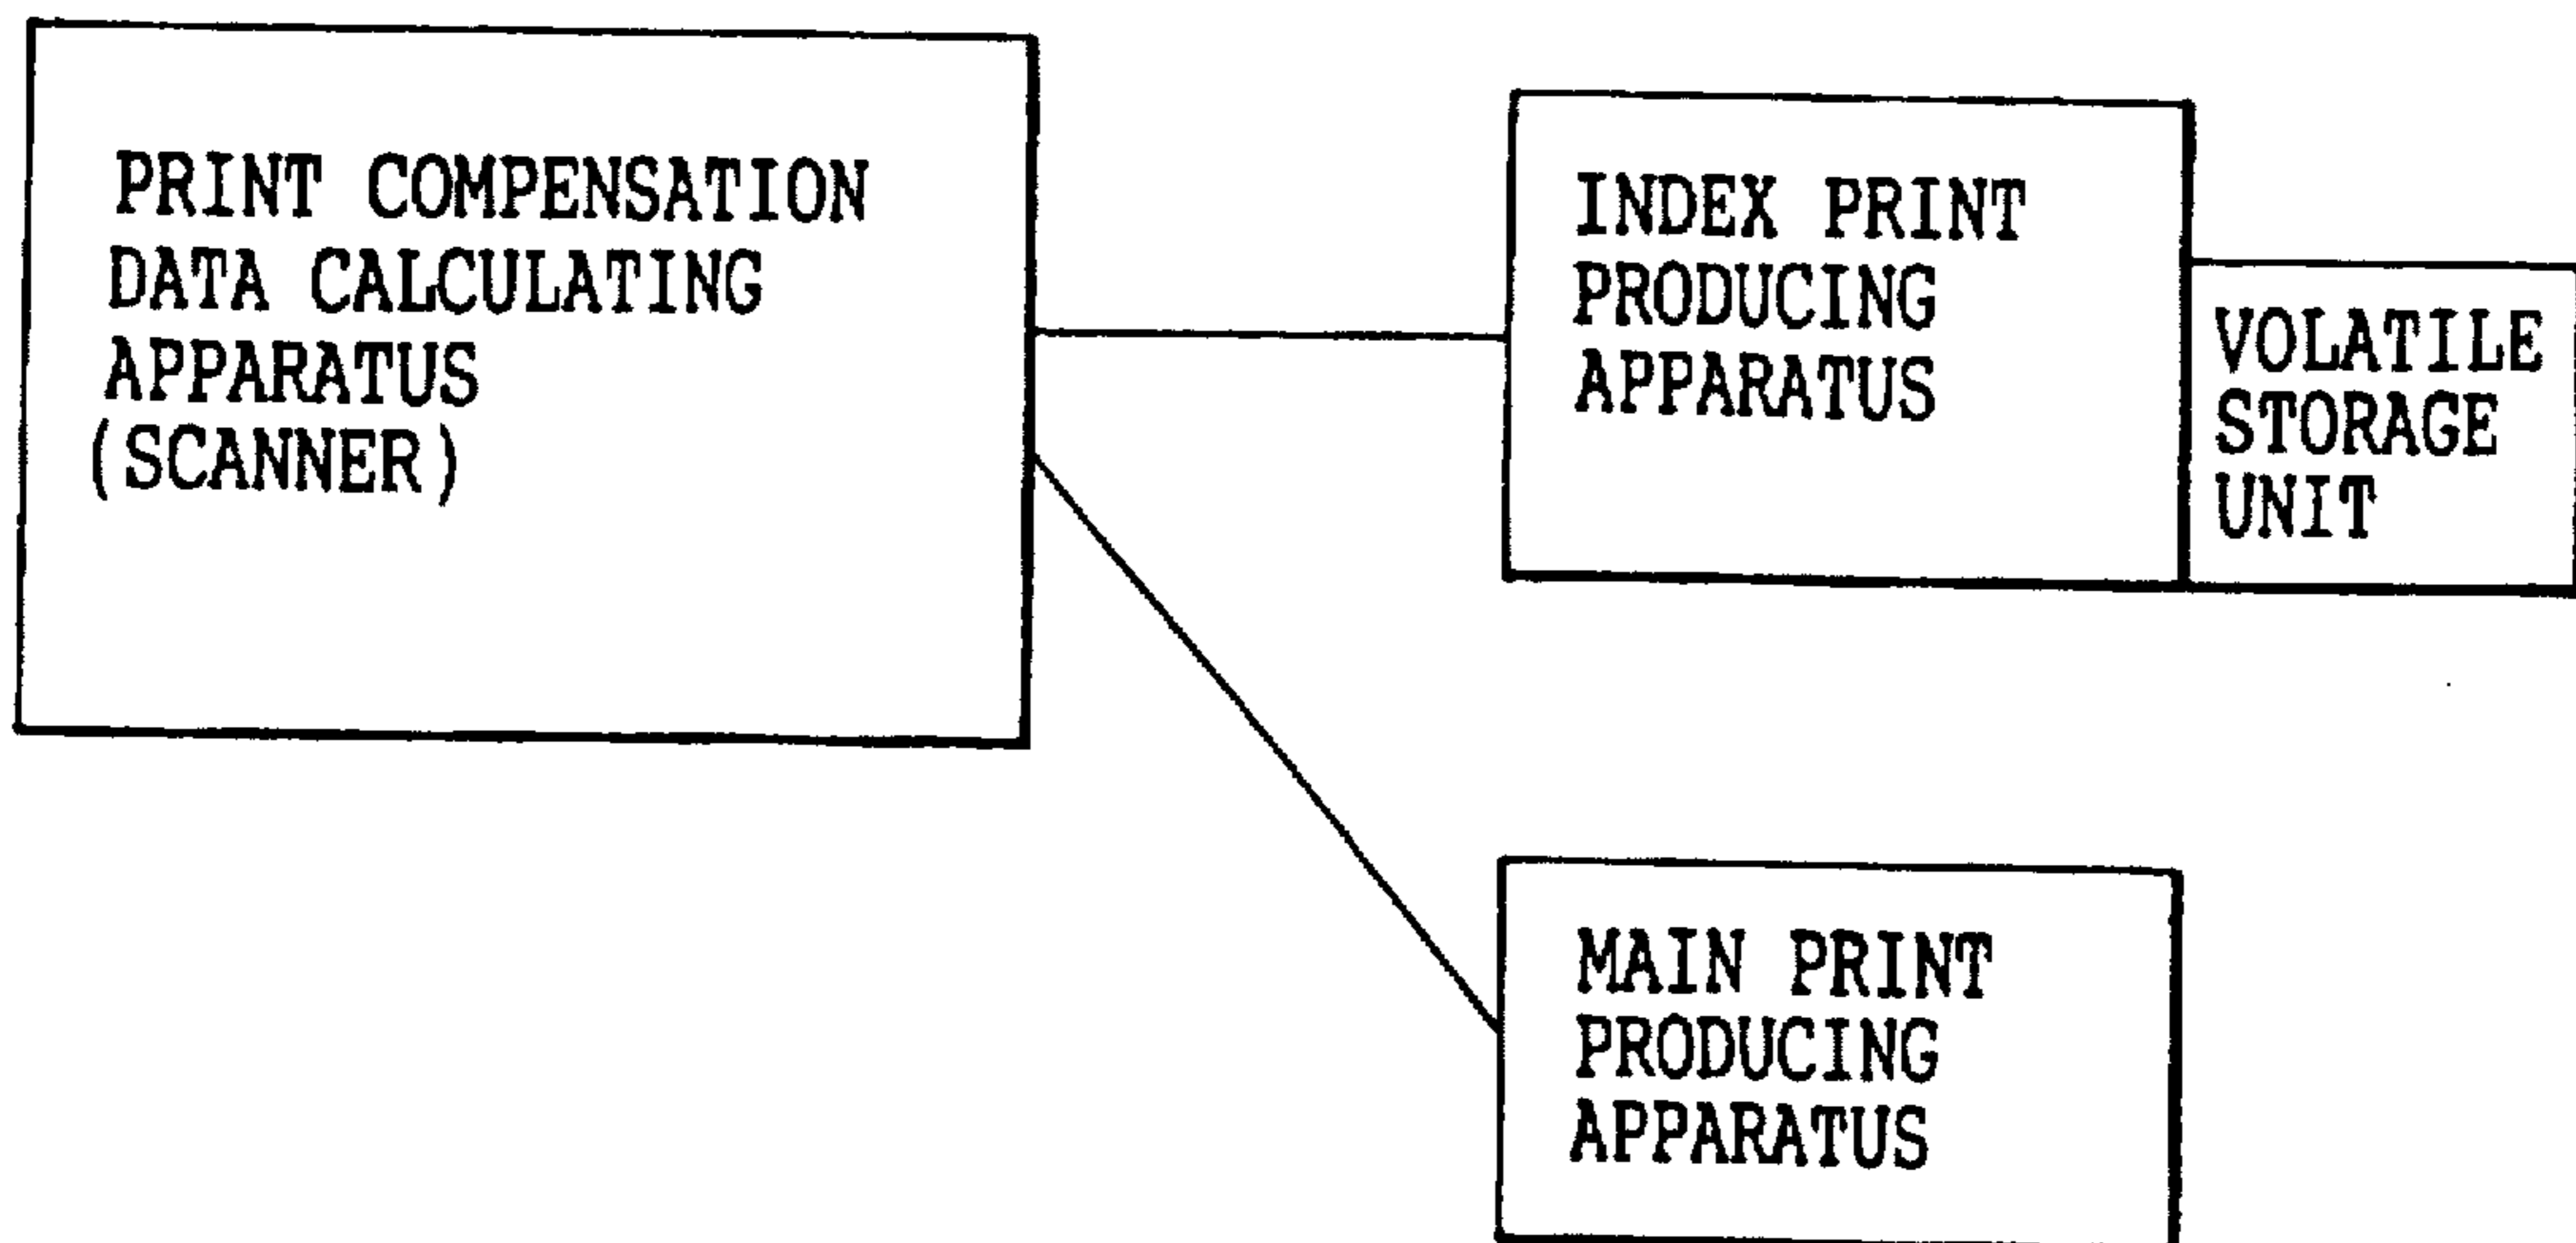 PRINT COMPENSATION
DATA CALCULATING
APPARATUS
(SCANNER)
INDEX PRINT
PRODUCING
APPARATUS
VOLATILE
STORAGE
UNIT
MAIN PRINT
PRODUCING
APPARATUS